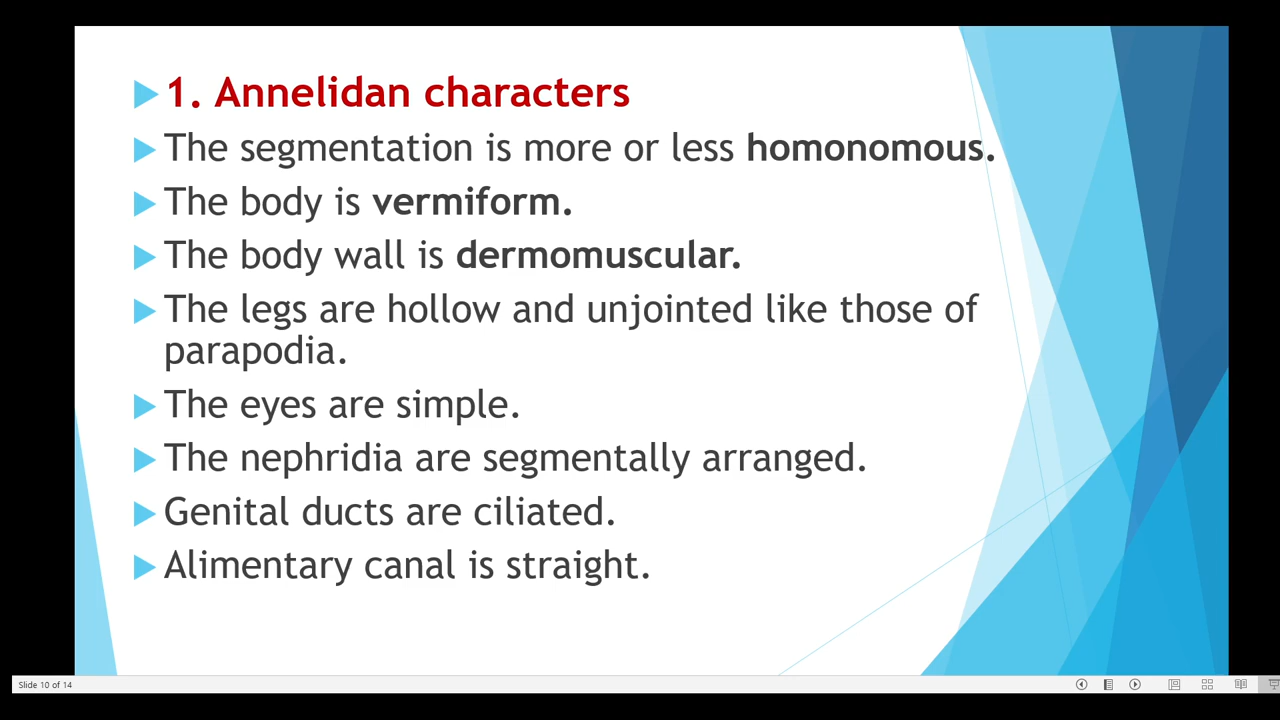 1. Annelidan characters
The segmentation is more or less homonomous.
The body is vermiform.
The body wall is dermomuscular.
The legs are hollow and unjointed like those of
parapodia.
The eyes are simple.
The nephridia are segmentally arranged.
Genital ducts are ciliated.
Alimentary canal is straight.
Slide 10 of 14